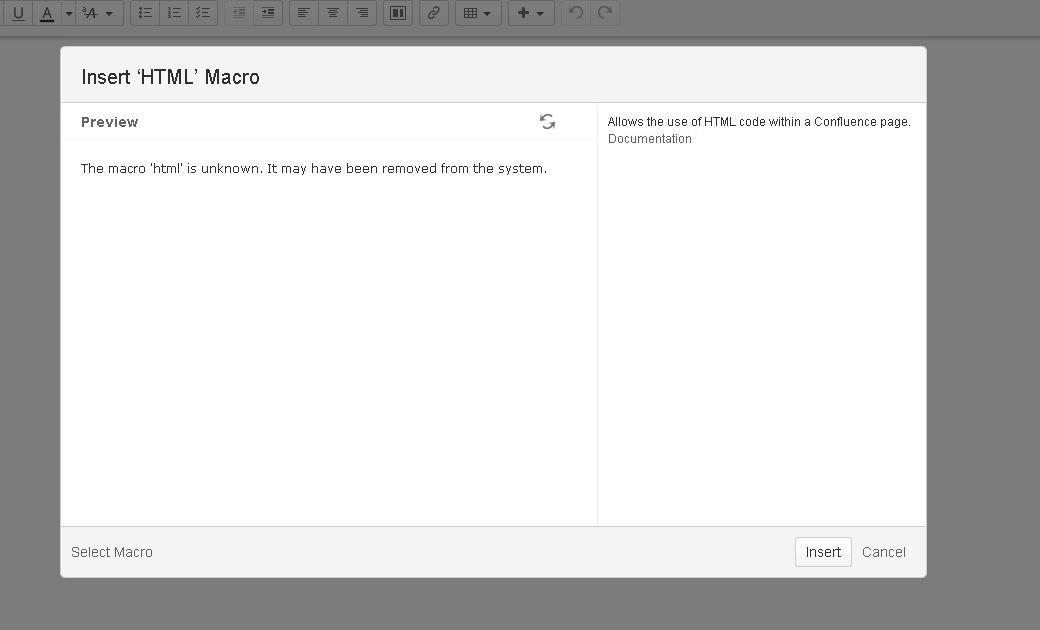 Insert ‘HTML’ Macro
Preview
Allows the use of HTML code within a Confluence page.
Documentation
The macro 'html' is unknown. It may have been removed from the system.
Select Macro
Insert
Cancel